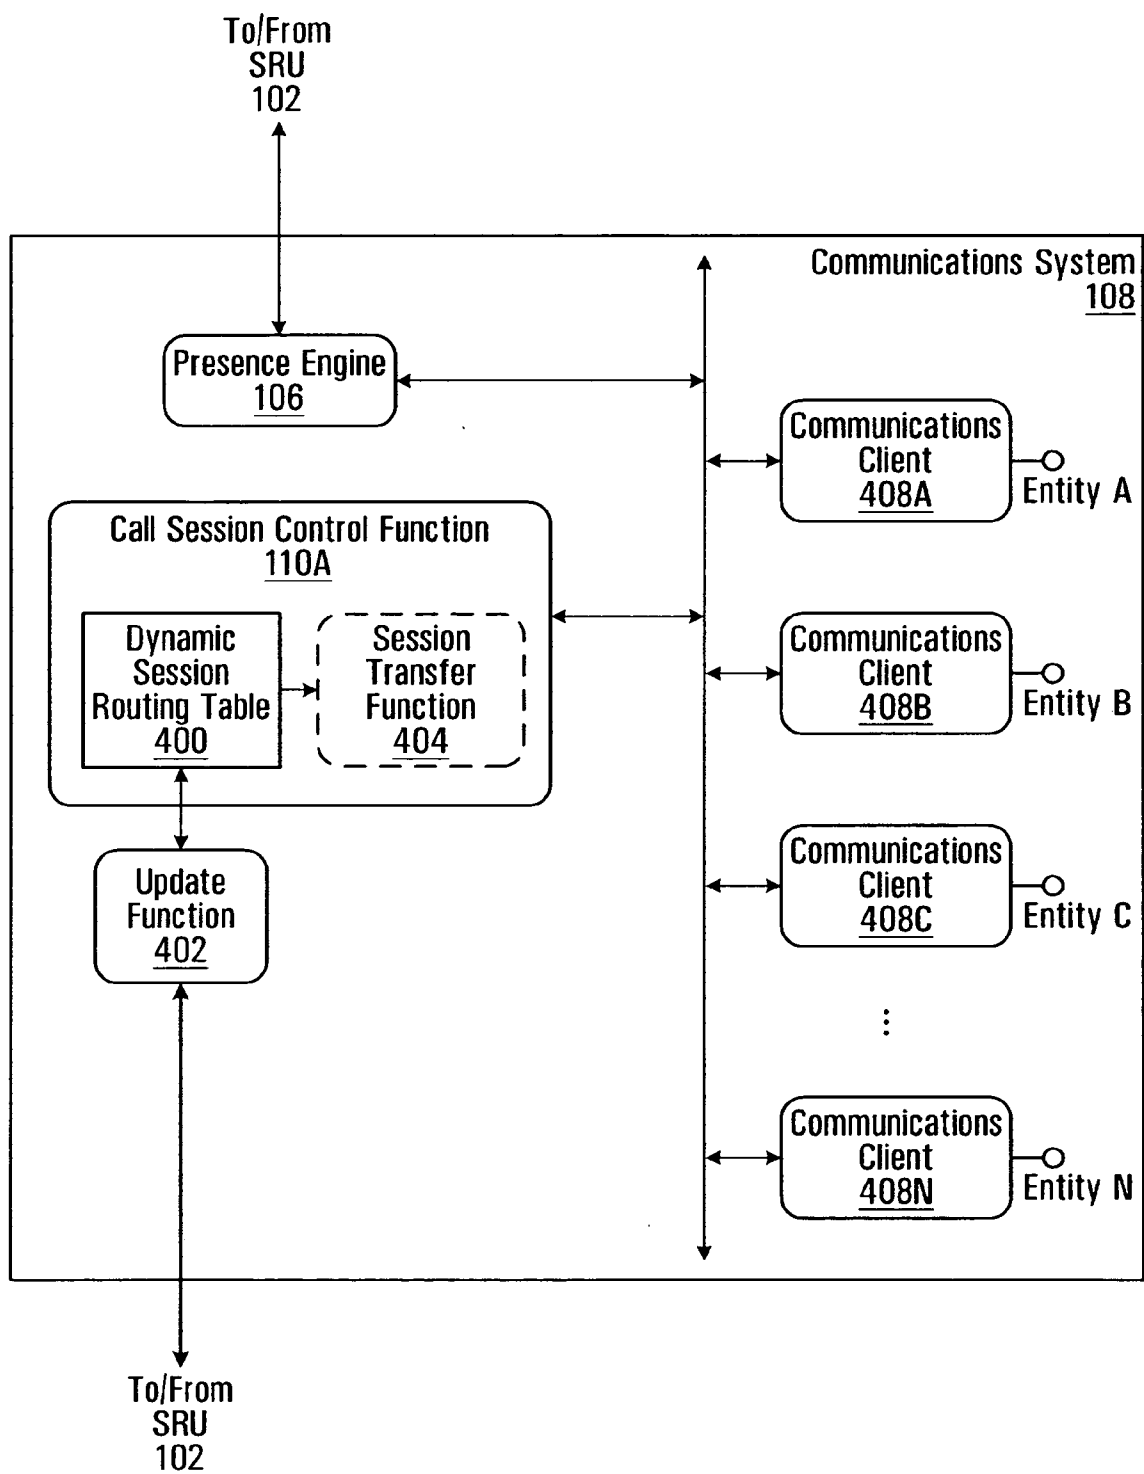 To/From
SRU
102
Communications System
108
Presence Engine
106
Communications
Client
408A
Entity A
Call Session Control Function
110A
Dynamic
Session
Routing Table
400
Session
Transfer
Function
404
Communications
Client
408B
Entity B
Update
Function
402
Communications
Client
408C
Entity C
Communications
Client
408N
Entity N
To/From
SRU
102